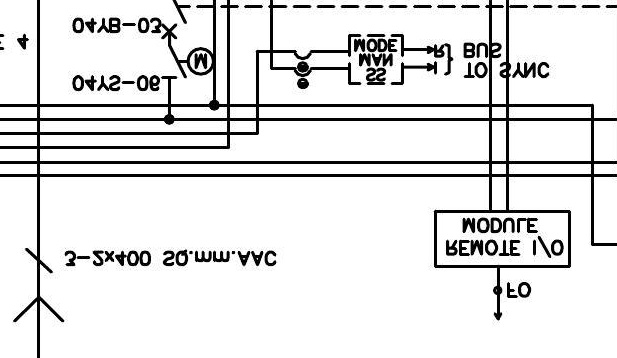 E 4
04YB-03
M
04YS-06
SS
MAN
MODE
I
R
TO SYNC
BUS
REMOTE I/O
MODULE
3-2x400 SQ.mm.AAC
FO